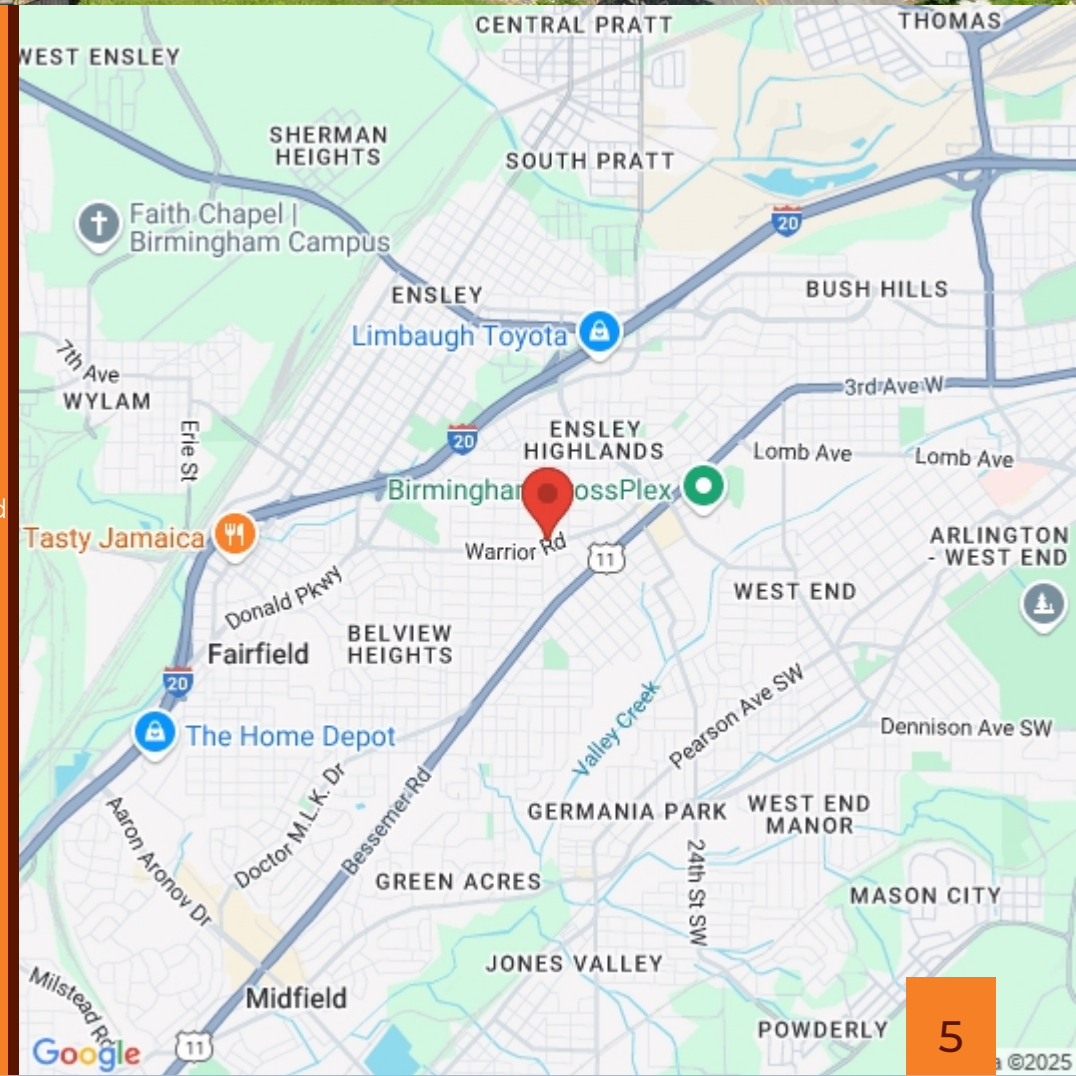 CENTRAL PRATT
THOMAS
WEST ENSLEY
SHERMAN
HEIGHTS
SOUTH PRATT
20
Faith Chapel |
Birmingham Campus
ENSLEY
BUSH HILLS
Limbaugh Toyota
7th Ave
WYLAM
3rd Ave W
Erie St
20
ENSLEY
HIGHLANDS
Lomb Ave
Lomb Ave
Tasty Jamaica
Warrior Rd
11
ARLINGTON
- WEST END
Donald Pkwy
WEST END
BELVIEW
HEIGHTS
Fairfield
20
The Home Depot
Valley Creek
Pearson Ave SW
Dennison Ave SW
Aaron Aronov Dr
Doctor M.L.K. Dr
Bessemer Rd
GERMANIA PARK
WEST END
MANOR
24th St SW
GREEN ACRES
MASON CITY
JONES VALLEY
Milstead Rd
Midfield
POWDERLY
11
Google
5
©2025